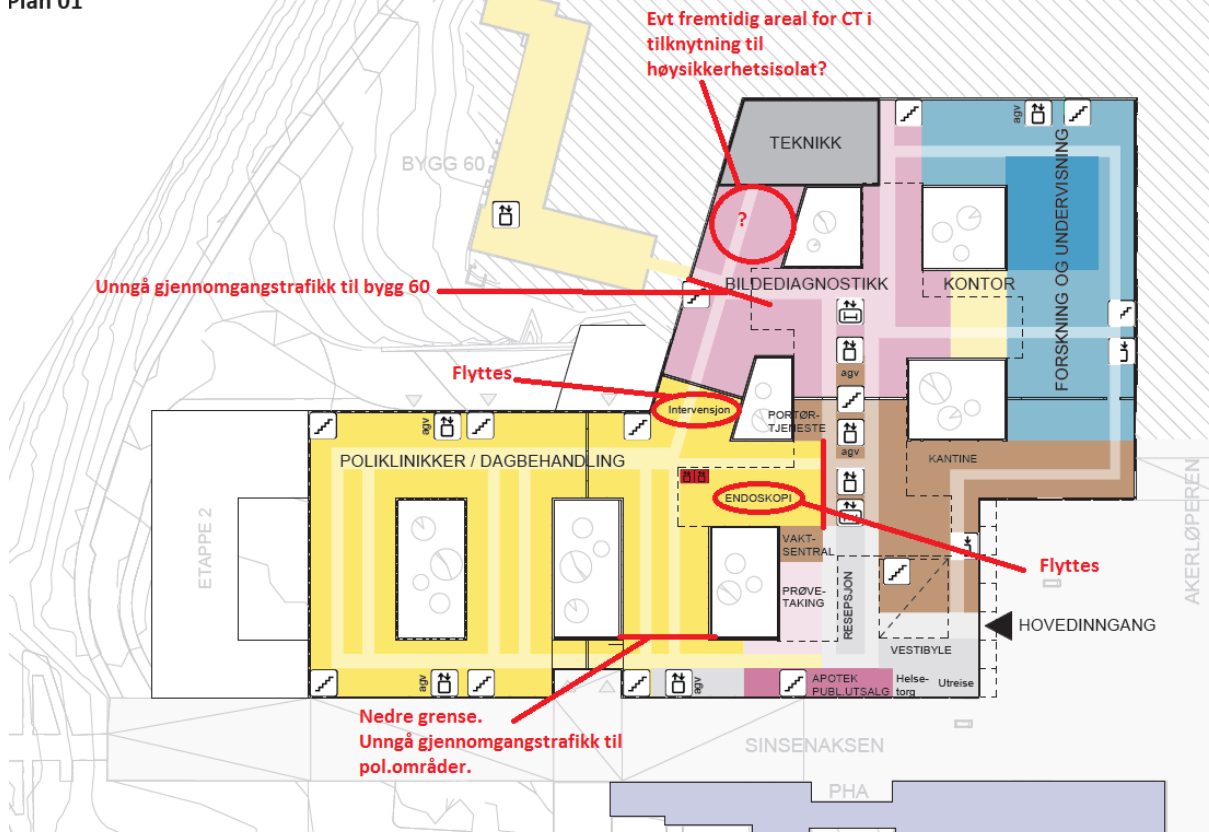 Plan 01
Evt fremtidig areal for CT i
tilknytning til
høysikkerhetsisolat?
TEKNIKK
agv
BYGG 60
?
FORSKNING OG UNDERVISNING
Unngå gjennomgangstrafikk til bygg 60
BILDEDIAGNOSTIKK
KONTOR
agv
Flyttes
Intervensjon
PORTØR-
TJENESTE
agv
agv
POLIKLINIKKER / DAGBEHANDLING
KANTINE
ENDOSKOPI
ETAPPE 2
VAKT-
SENTRAL
Flyttes
AKERLØPEREN
PRØVE-
TAKING
RESEPSJON
HOVEDINNGANG
VESTIBYLE
agv
agv
APOTEK
PUBL.UTSALG
Helse-
torg
Utreise
Nedre grense.
Unngå gjennomgangstrafikk til
pol.områder.
SINSENAKSEN
PHA